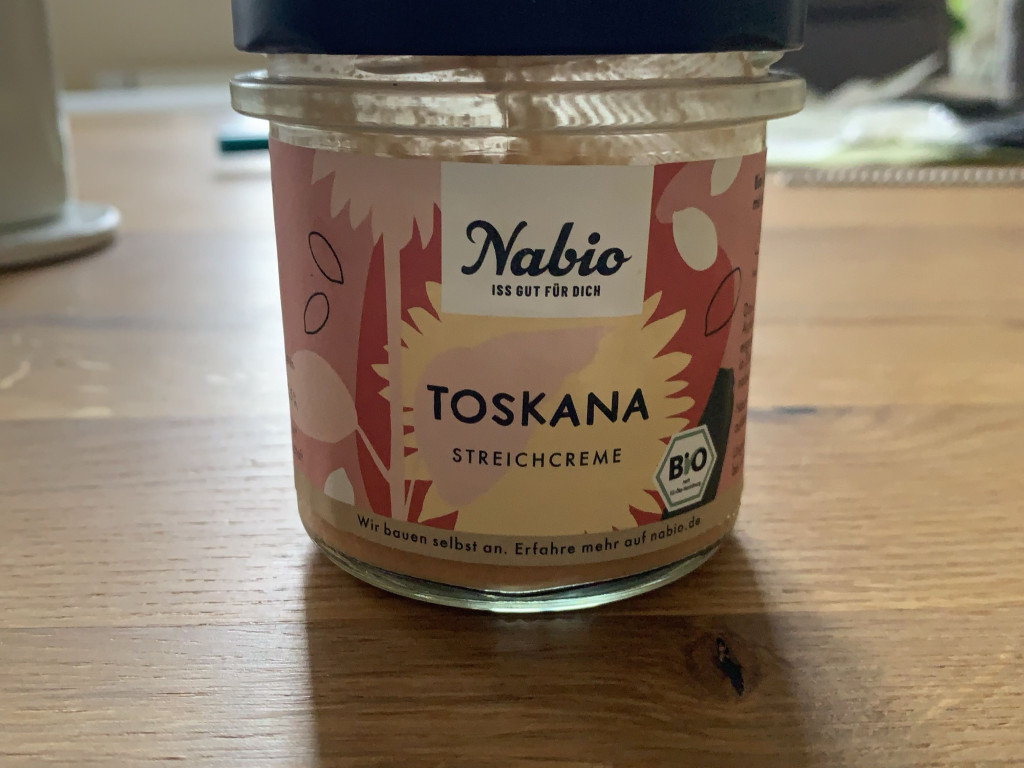 Nabio
ISS GUT FÜR DICH
TOSKANA
STREICHCREME
BiO
Wir bauen selbst an. Erfahre mehr auf nabio.de